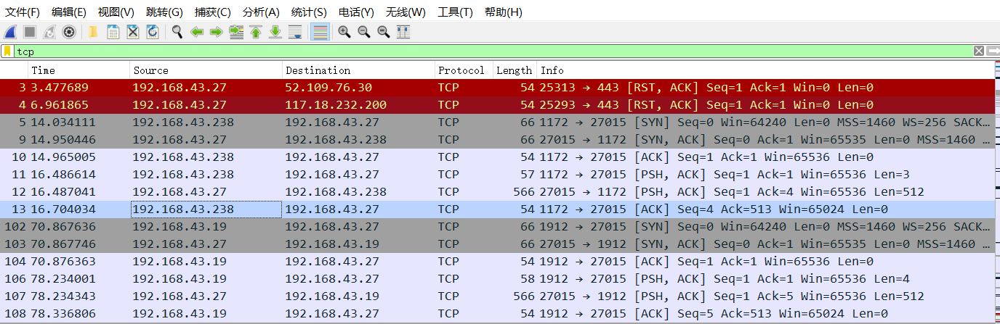 文件(F) 编辑(E) 视图(V) 跳转(G) 捕获(C) 分析(A) 统计(S) 电话(Y) 无线(W) 工具(T) 帮助(H)
tcp
Time Source Destination Protocol Length Info
3 3.477689 192.168.43.27 52.109.76.30 TCP 54 25313 → 443 [RST, ACK] Seq=1 Ack=1 Win=0 Len=0
4 6.961865 192.168.43.27 117.18.232.200 TCP 54 25293 → 443 [RST, ACK] Seq=1 Ack=1 Win=0 Len=0
5 14.034111 192.168.43.238 192.168.43.27 TCP 66 1172 → 27015 [SYN] Seq=0 Win=64240 Len=0 MSS=1460 WS=256 SACK…
9 14.950446 192.168.43.27 192.168.43.238 TCP 66 27015 → 1172 [SYN, ACK] Seq=0 Ack=1 Win=65535 Len=0 MSS=1460 …
10 14.965005 192.168.43.238 192.168.43.27 TCP 54 1172 → 27015 [ACK] Seq=1 Ack=1 Win=65536 Len=0
11 16.486614 192.168.43.238 192.168.43.27 TCP 57 1172 → 27015 [PSH, ACK] Seq=1 Ack=1 Win=65536 Len=3
12 16.487041 192.168.43.27 192.168.43.238 TCP 566 27015 → 1172 [PSH, ACK] Seq=1 Ack=4 Win=65536 Len=512
13 16.704034 192.168.43.238 192.168.43.27 TCP 54 1172 → 27015 [ACK] Seq=4 Ack=513 Win=65024 Len=0
102 70.867636 192.168.43.19 192.168.43.27 TCP 66 1912 → 27015 [SYN] Seq=0 Win=64240 Len=0 MSS=1460 WS=256 SACK…
103 70.867746 192.168.43.27 192.168.43.19 TCP 66 27015 → 1912 [SYN, ACK] Seq=0 Ack=1 Win=65535 Len=0 MSS=1460 …
104 70.876363 192.168.43.19 192.168.43.27 TCP 54 1912 → 27015 [ACK] Seq=1 Ack=1 Win=65536 Len=0
106 78.234001 192.168.43.19 192.168.43.27 TCP 58 1912 → 27015 [PSH, ACK] Seq=1 Ack=1 Win=65536 Len=4
107 78.234343 192.168.43.27 192.168.43.19 TCP 566 27015 → 1912 [PSH, ACK] Seq=1 Ack=5 Win=65536 Len=512
108 78.336806 192.168.43.19 192.168.43.27 TCP 54 1912 → 27015 [ACK] Seq=5 Ack=513 Win=65024 Len=0